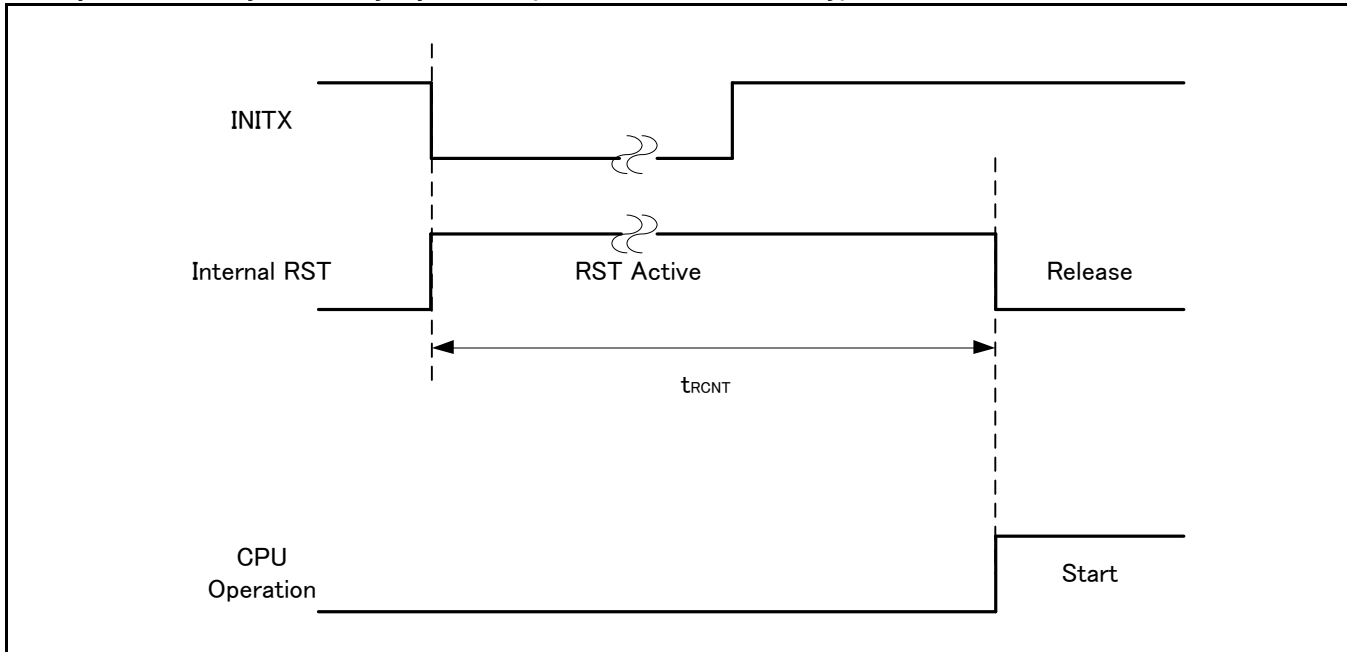 INITX
Internal RST
RST Active
Release
tRCNT
CPU
Operation
Start